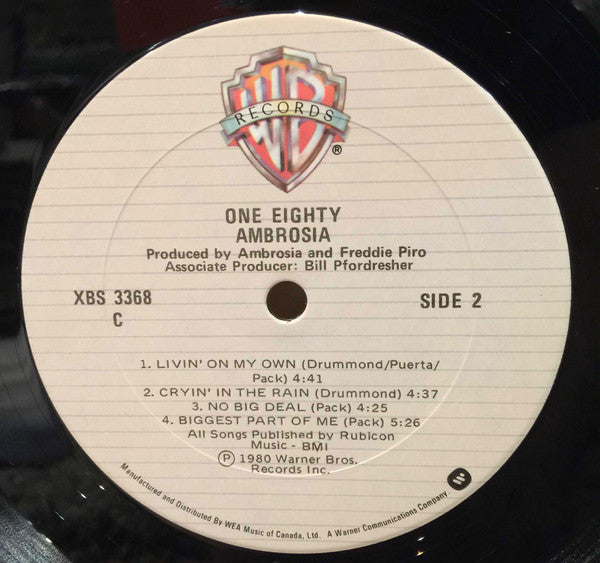 WB
RECORDS
®
ONE EIGHTY
AMBROSIA
Produced by Ambrosia and Freddie Piro
Associate Producer: Bill Pfordresher
XBS 3368
C
SIDE 2
1. LIVIN' ON MY OWN (Drummond/Puerta/
Pack) 4:41
2. CRYIN' IN THE RAIN (Drummond) 4:37
3. NO BIG DEAL (Pack) 4:25
4. BIGGEST PART OF ME (Pack) 5:26
All Songs Published by Rubicon
Music - BMI
Ⓟ 1980 Warner Bros.
Records Inc.
Manufactured and Distributed By WEA Music of Canada, Ltd. A Warner Communications Company.